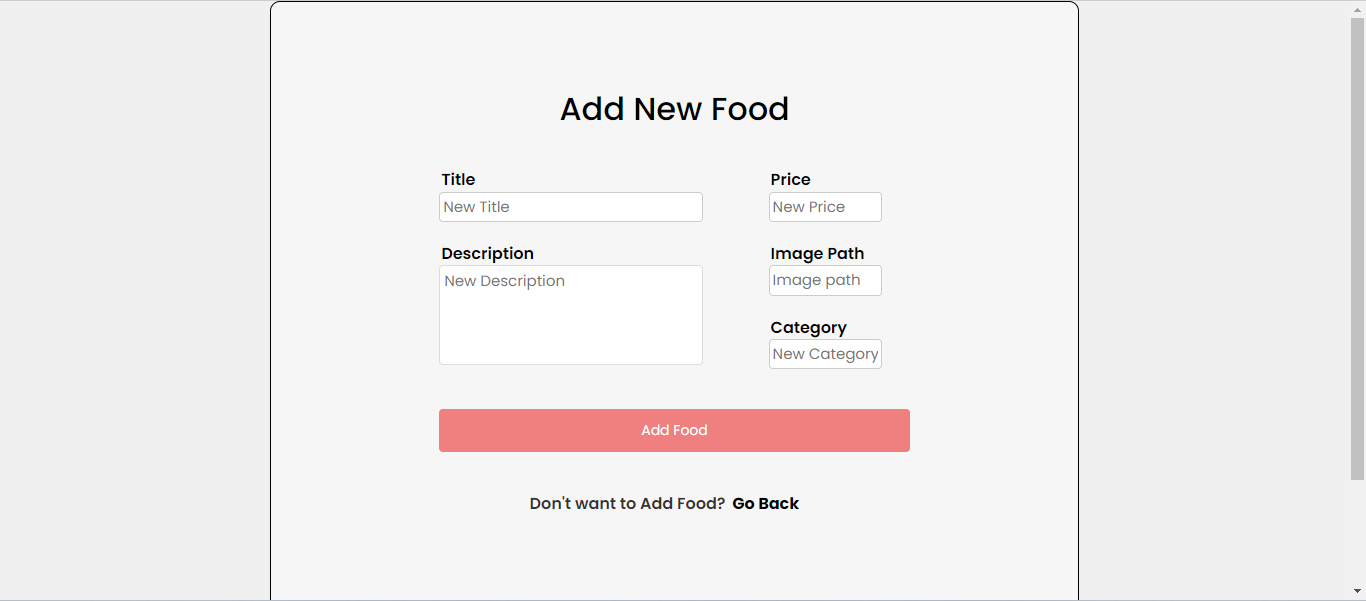 Add New Food
Title
New Title
Price
New Price
Description
New Description
Image Path
Image path
Category
New Category
Add Food
Don't want to Add Food? Go Back